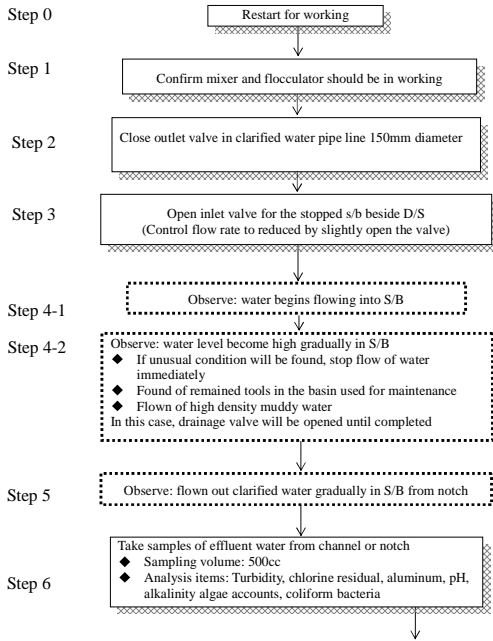 Step 0
Restart for working
Step 1
Confirm mixer and flocculator should be in working
Step 2
Close outlet valve in clarified water pipe line 150mm diameter
Step 3
Open inlet valve for the stopped s/b beside D/S
(Control flow rate to reduced by slightly open the valve)
Step 4-1
Observe: water begins flowing into S/B
Step 4-2
Observe: water level become high gradually in S/B
◆ If unusual condition will be found, stop flow of water
immediately
◆ Found of remained tools in the basin used for maintenance
◆ Flown of high density muddy water
In this case, drainage valve will be opened until completed
Step 5
Observe: flown out clarified water gradually in S/B from notch
Step 6
Take samples of effluent water from channel or notch
◆ Sampling volume: 500cc
◆ Analysis items: Turbidity, chlorine residual, aluminum, pH,
alkalinity algae accounts, coliform bacteria